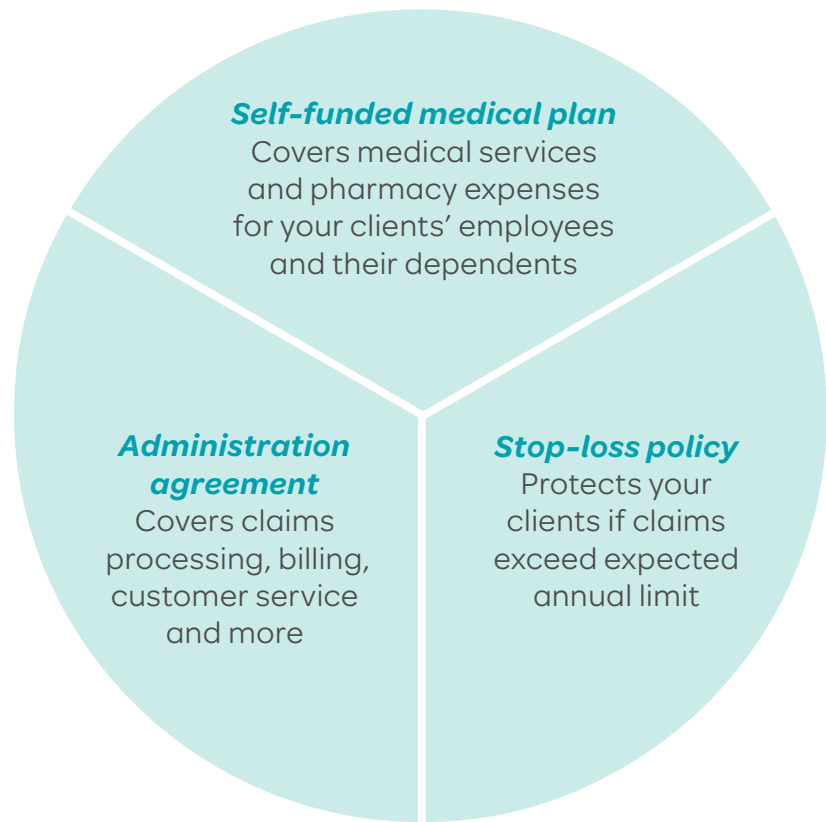 Self-funded medical plan
Covers medical services
and pharmacy expenses
for your clients’ employees
and their dependents
Administration
agreement
Covers claims
processing, billing,
customer service
and more
Stop-loss policy
Protects your
clients if claims
exceed expected
annual limit